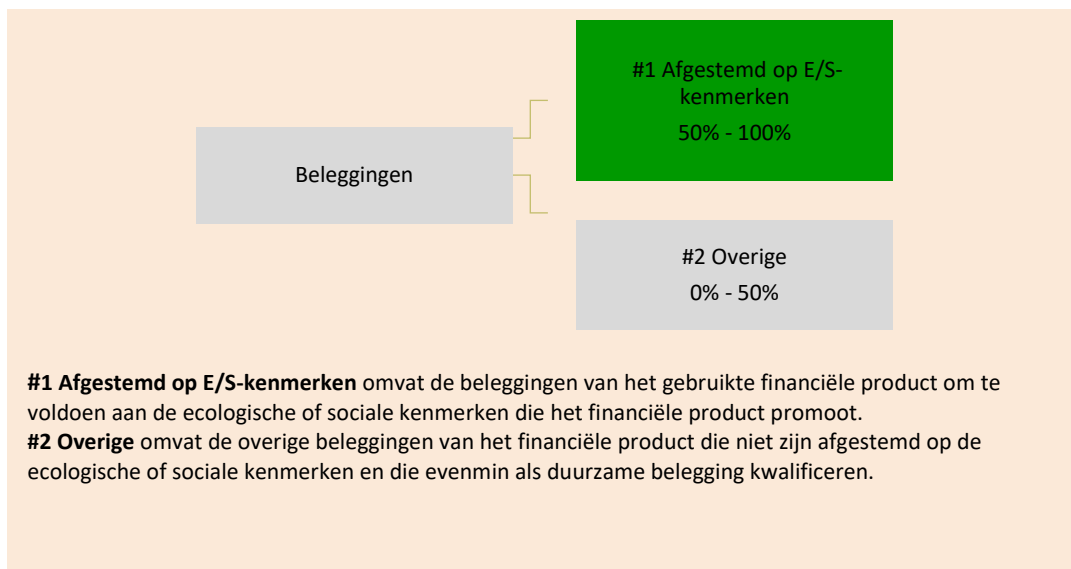 #1 Afgestemd op E/S-
kenmerken
50% - 100%
Beleggingen
#2 Overige
0% - 50%
#1 Afgestemd op E/S-kenmerken omvat de beleggingen van het gebruikte financiële product om te
voldoen aan de ecologische of sociale kenmerken die het financiële product promoot.
#2 Overige omvat de overige beleggingen van het financiële product die niet zijn afgestemd op de
ecologische of sociale kenmerken en die evenmin als duurzame belegging kwalificeren.